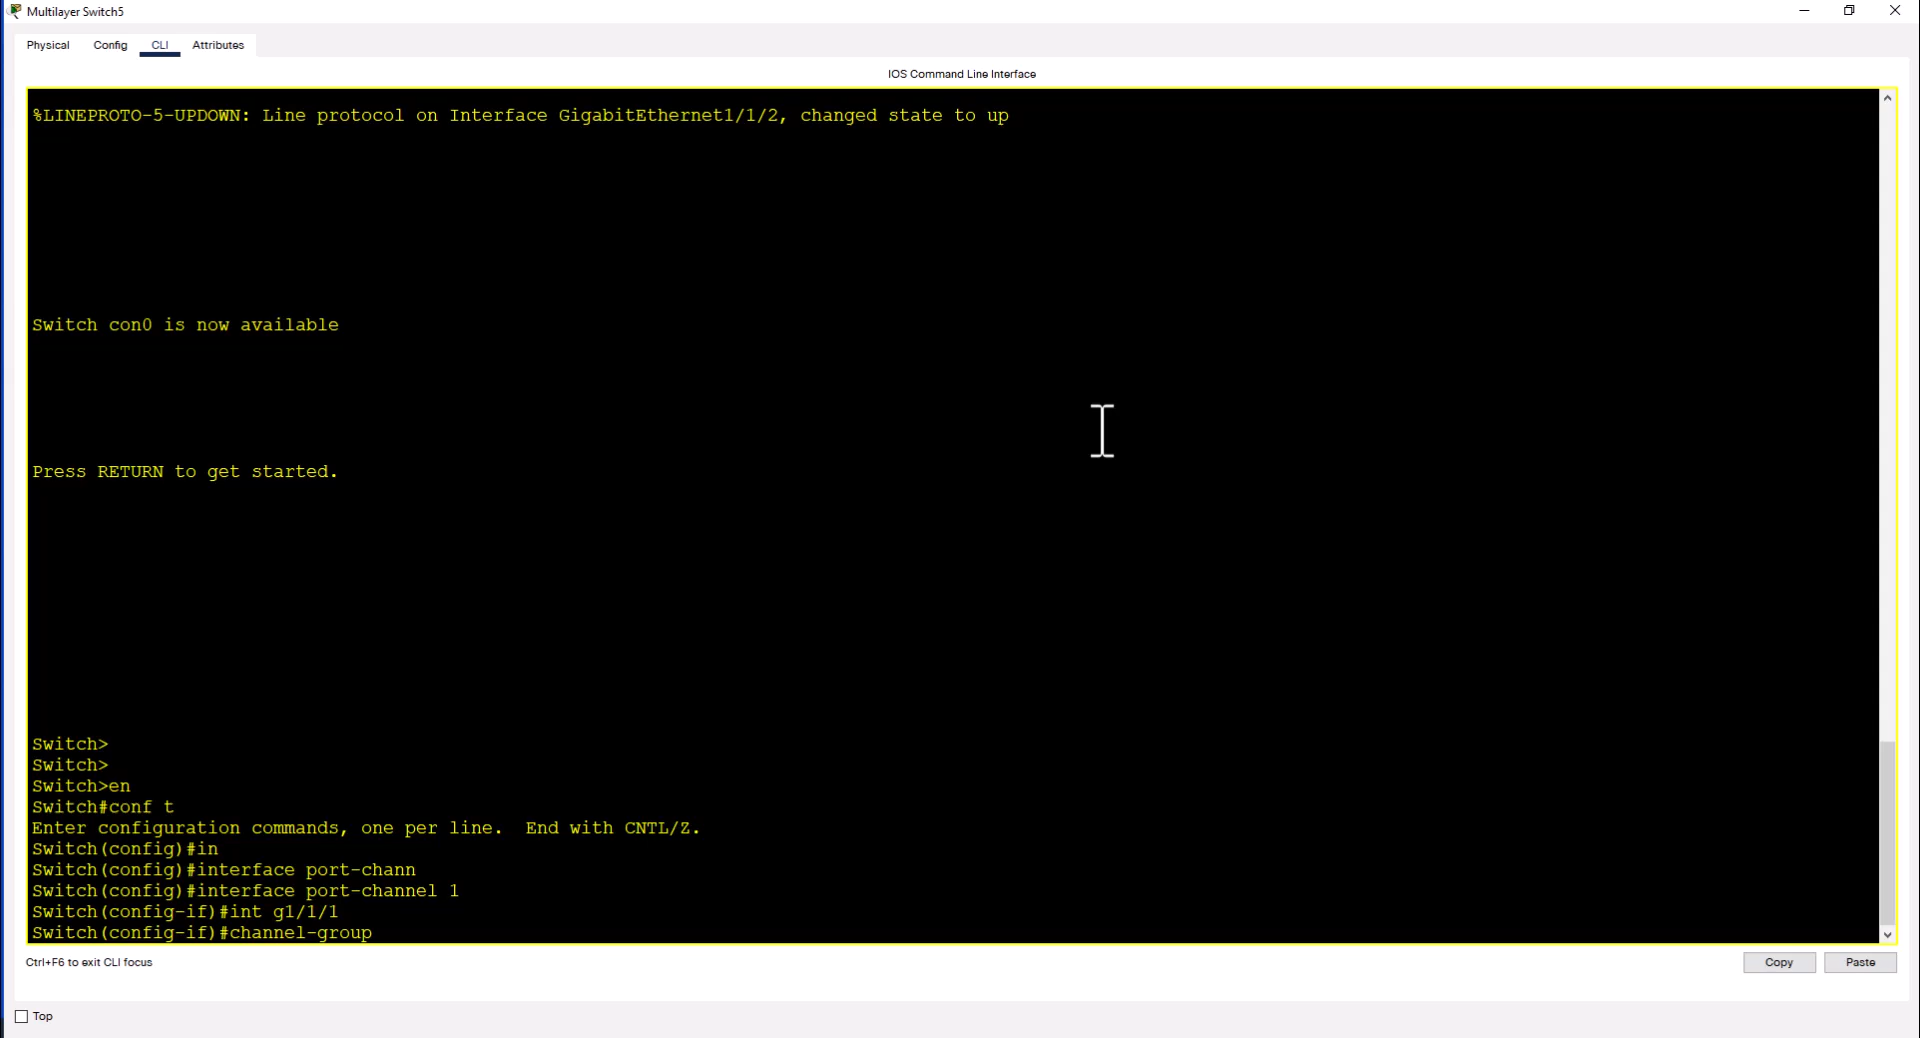 Multilayer Switch5
Physical Config CLI Attributes
IOS Command Line Interface
%LINEPROTO-5-UPDOWN: Line protocol on Interface GigabitEthernet1/1/2, changed state to up
Switch con0 is now available
Press RETURN to get started.
Switch>
Switch>
Switch>en
Switch#conf t
Enter configuration commands, one per line.  End with CNTL/Z.
Switch(config)#in
Switch(config)#interface port-chann
Switch(config)#interface port-channel 1
Switch(config-if)#int g1/1/1
Switch(config-if)#channel-group
Ctrl+F6 to exit CLI focus
Copy Paste
Top